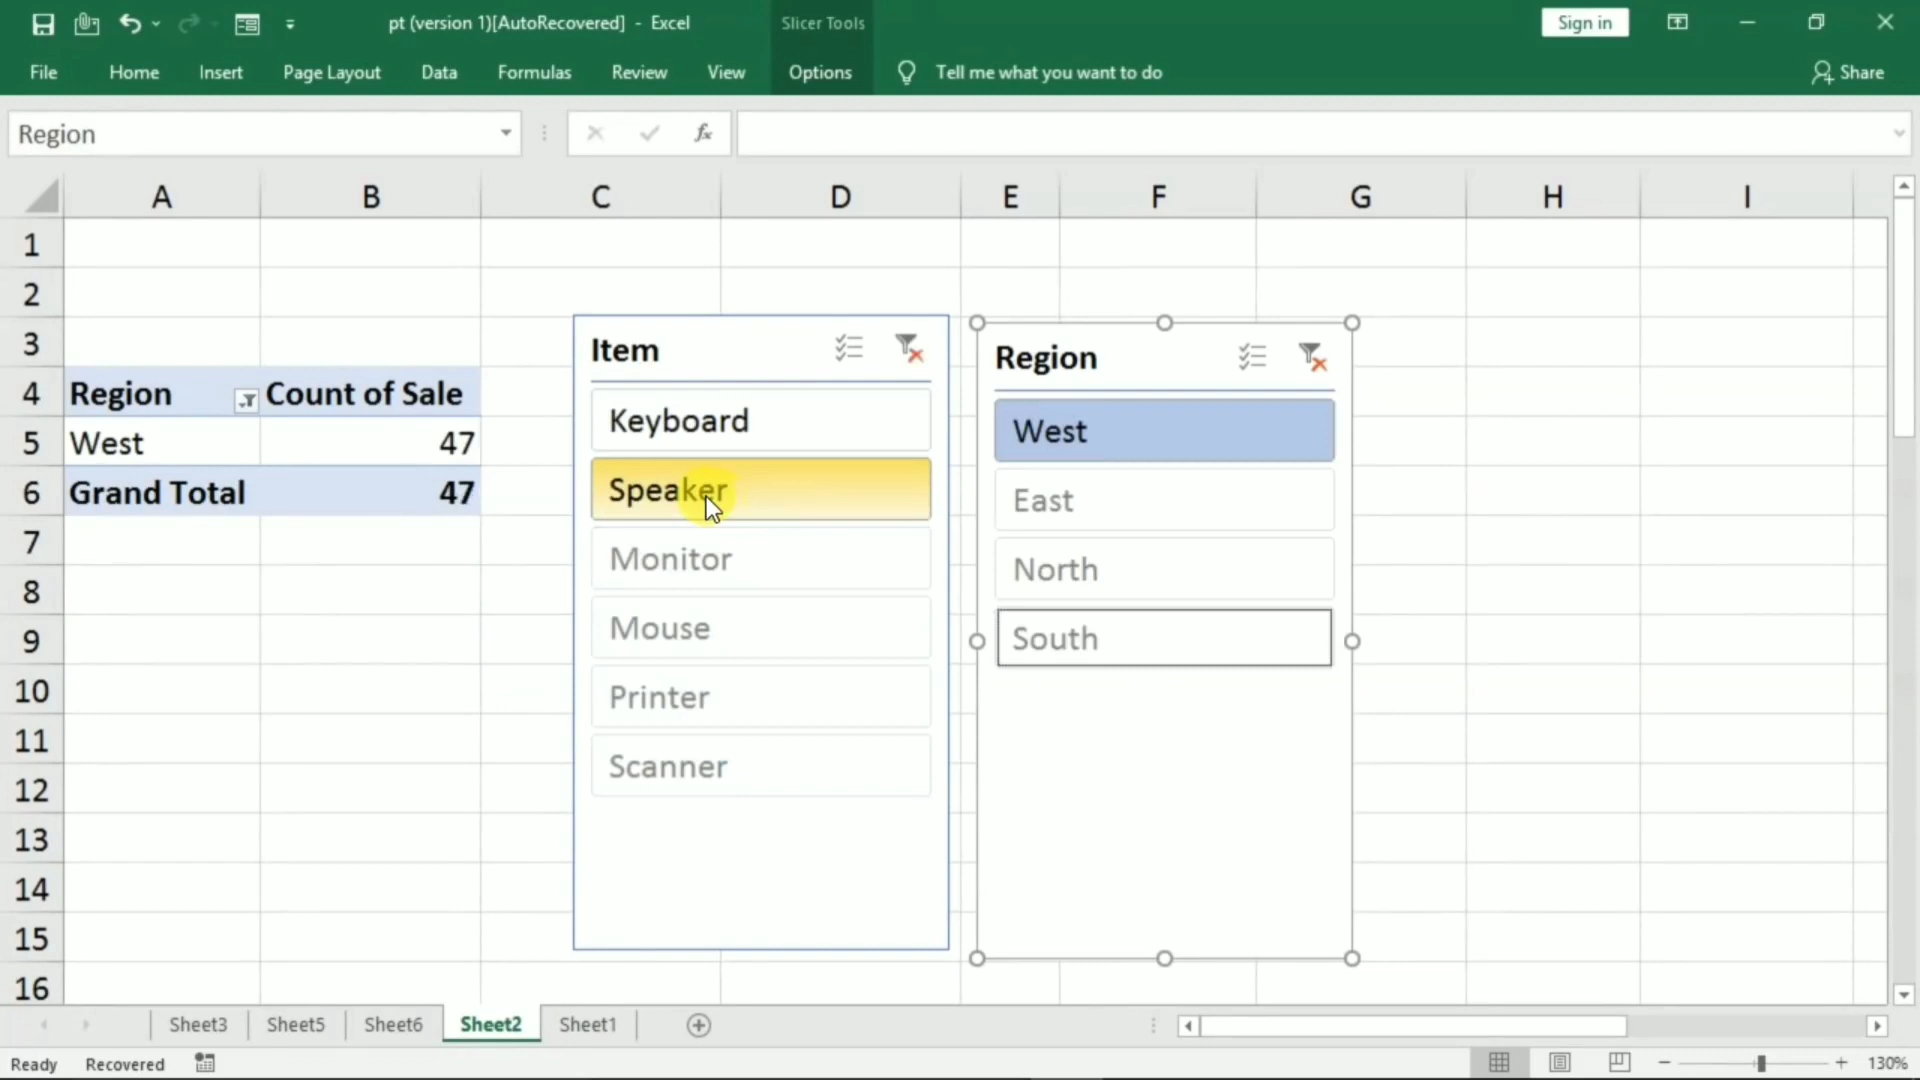 pt (version 1)[AutoRecovered] - Excel
Slicer Tools
Sign in
File Home Insert Page Layout Data Formulas Review View Options Tell me what you want to do Share
Region fx
A B C D E F G H I
1
2
3
4 Region Count of Sale
5 West 47
6 Grand Total 47
7
8
9
10
11
12
13
14
15
16
Item
Keyboard
Speaker
Monitor
Mouse
Printer
Scanner
Region
West
East
North
South
Sheet3 Sheet5 Sheet6 Sheet2 Sheet1
Ready Recovered 130%